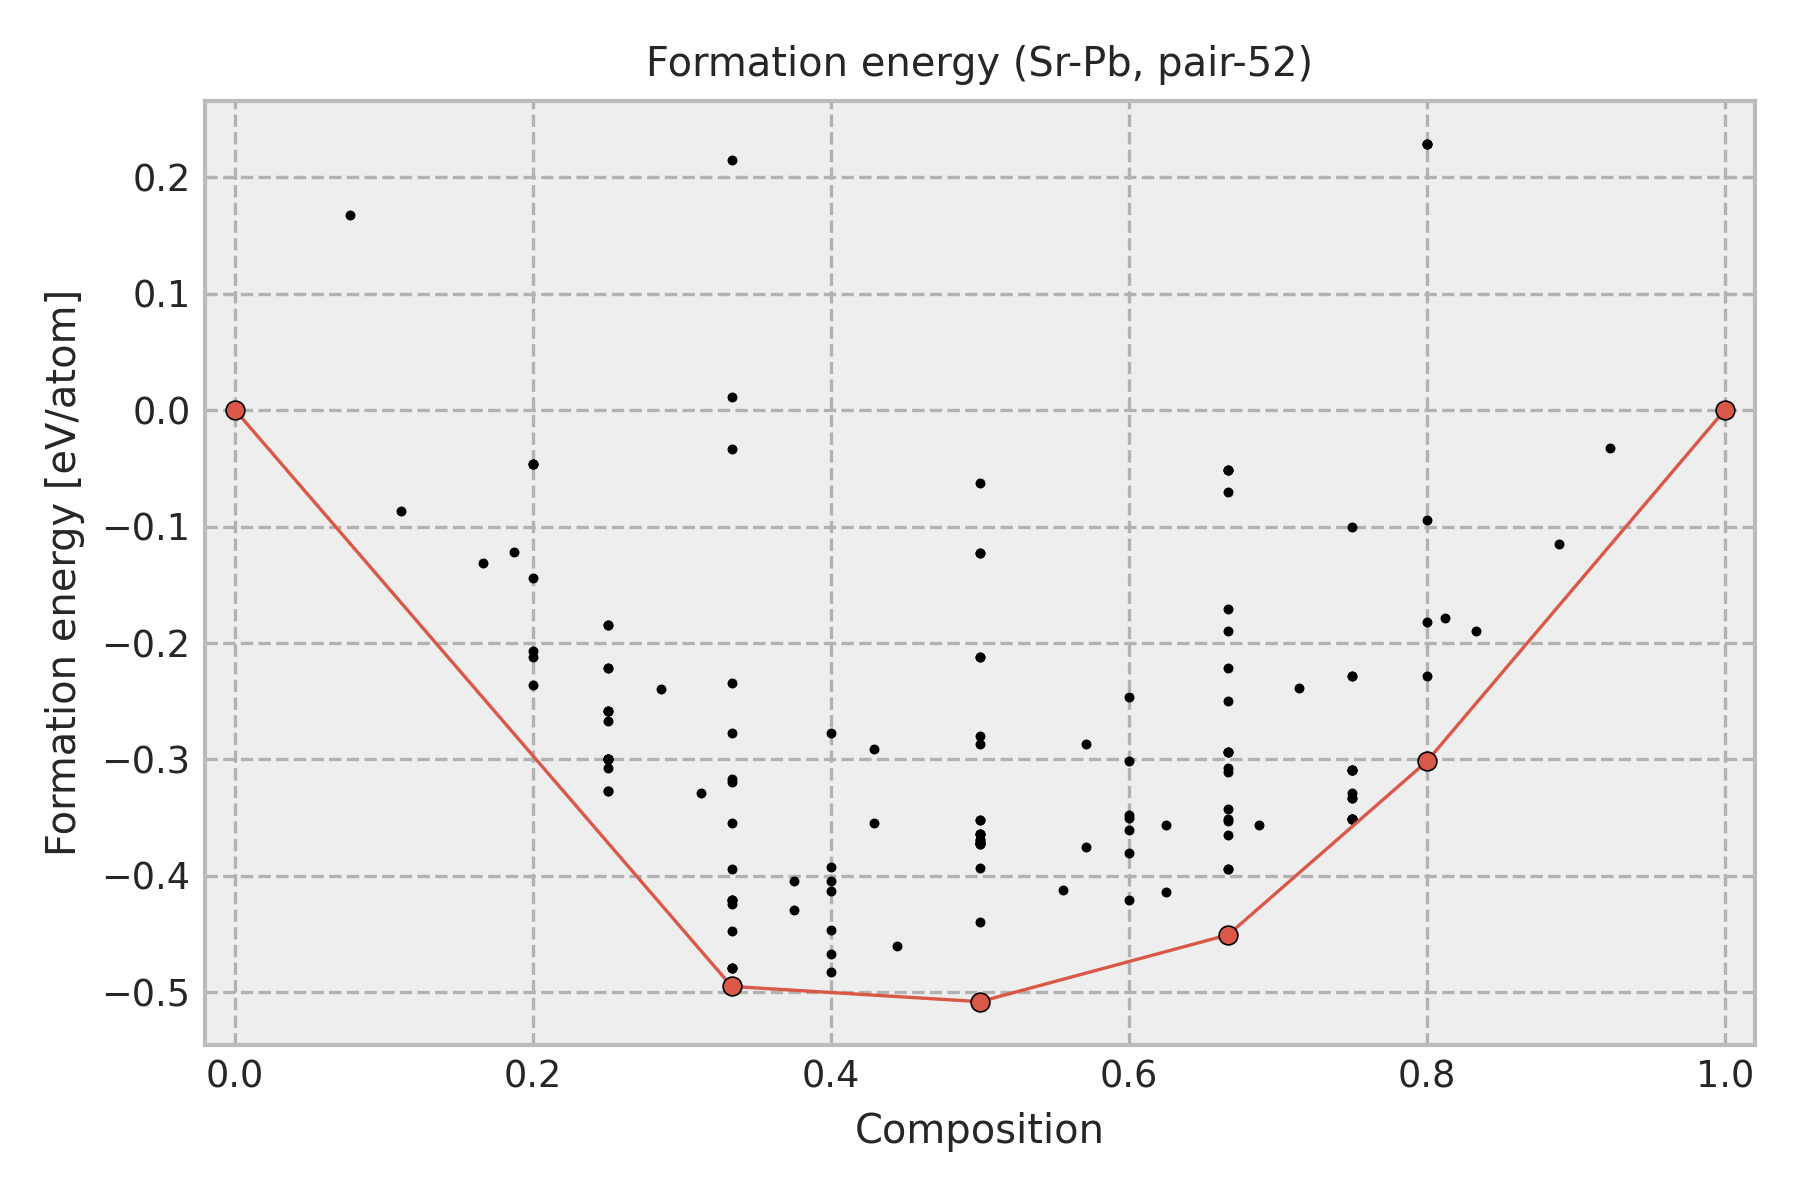 Formation energy (Sr-Pb, pair-52)
Formation energy [eV/atom]
0.2
0.1
0.0
−0.1
−0.2
−0.3
−0.4
−0.5
0.0 0.2 0.4 0.6 0.8 1.0
Composition